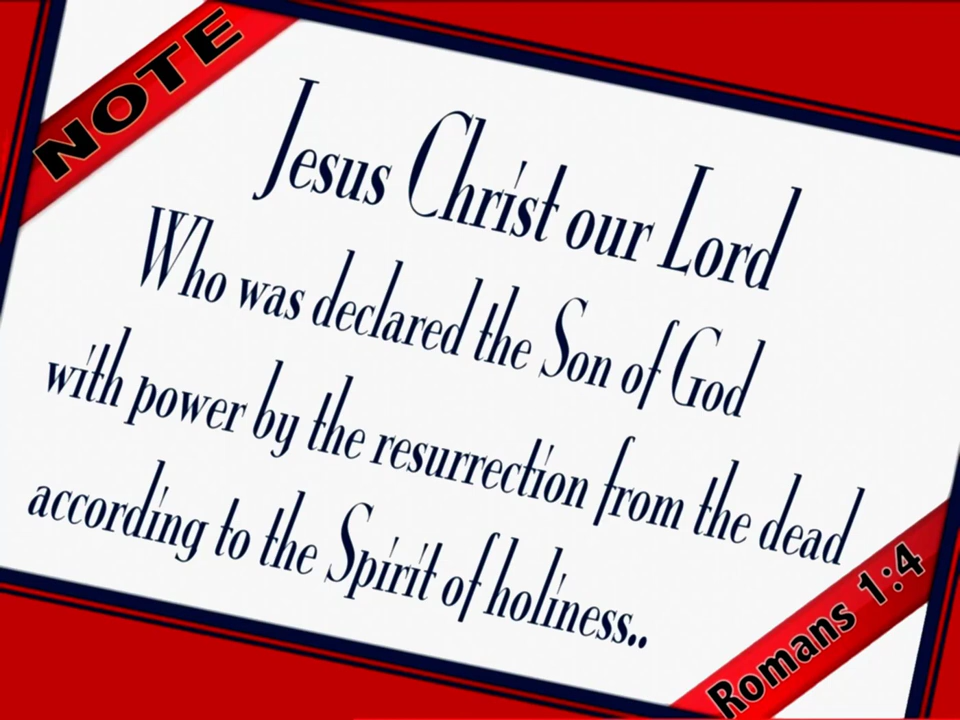 NOTE
Jesus Christ our Lord
Who was declared the Son of God
with power by the resurrection from the dead
according to the Spirit of holiness..
Romans 1:4